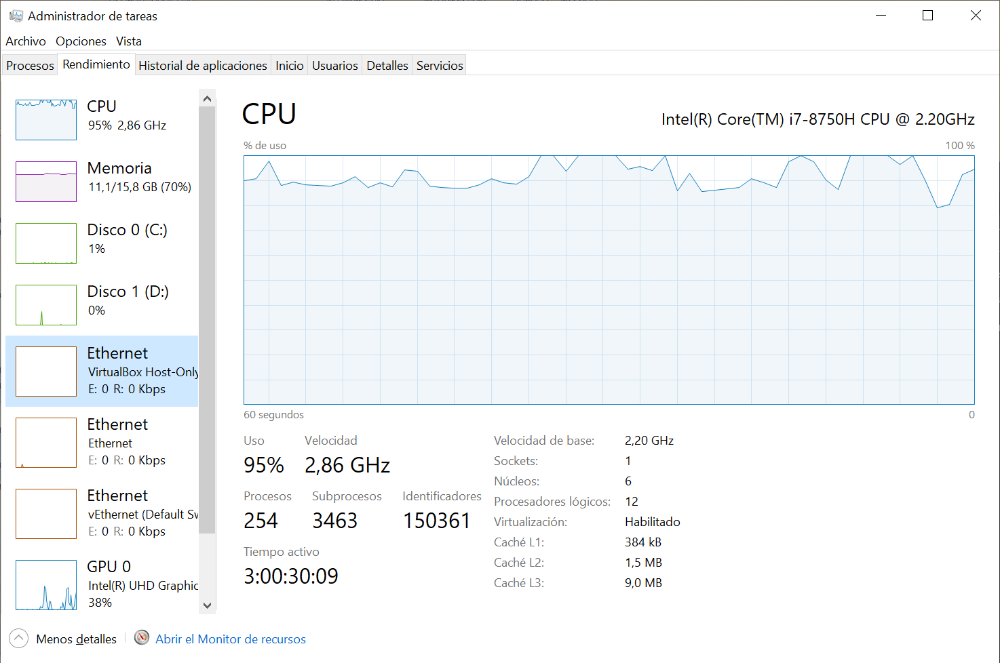 Administrador de tareas
Archivo Opciones Vista
Procesos Rendimiento Historial de aplicaciones Inicio Usuarios Detalles Servicios
CPU
95% 2,86 GHz
Memoria
11,1/15,8 GB (70%)
Disco 0 (C:)
1%
Disco 1 (D:)
0%
Ethernet
VirtualBox Host-Only
E: 0 R: 0 Kbps
Ethernet
Ethernet
E: 0 R: 0 Kbps
Ethernet
vEthernet (Default Sw
E: 0 R: 0 Kbps
GPU 0
Intel(R) UHD Graphic
38%
CPU
Intel(R) Core(TM) i7-8750H CPU @ 2.20GHz
% de uso 100 %
60 segundos 0
Uso Velocidad
95% 2,86 GHz
Procesos Subprocesos Identificadores
254 3463 150361
Tiempo activo
3:00:30:09
Velocidad de base: 2,20 GHz
Sockets: 1
Núcleos: 6
Procesadores lógicos: 12
Virtualización: Habilitado
Caché L1: 384 kB
Caché L2: 1,5 MB
Caché L3: 9,0 MB
Menos detalles
Abrir el Monitor de recursos